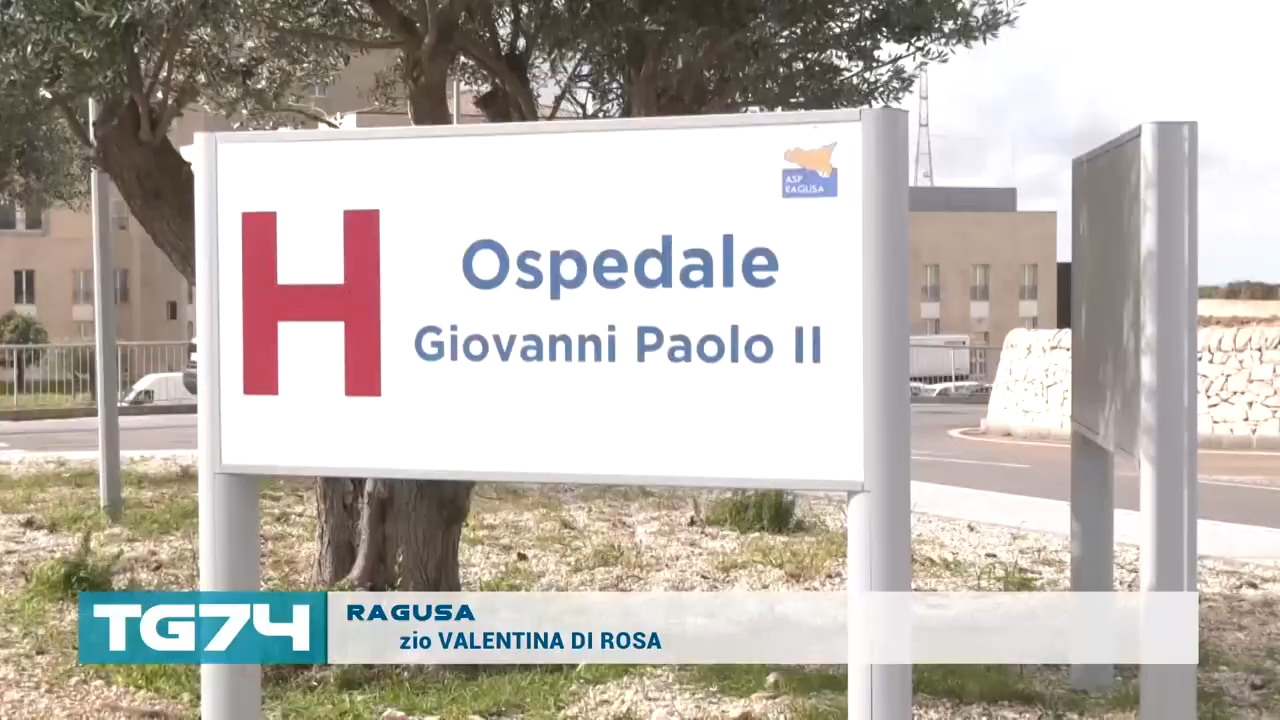 ASP
RAGUSA
H
Ospedale
Giovanni Paolo II
TG74
RAGUSA
zio VALENTINA DI ROSA